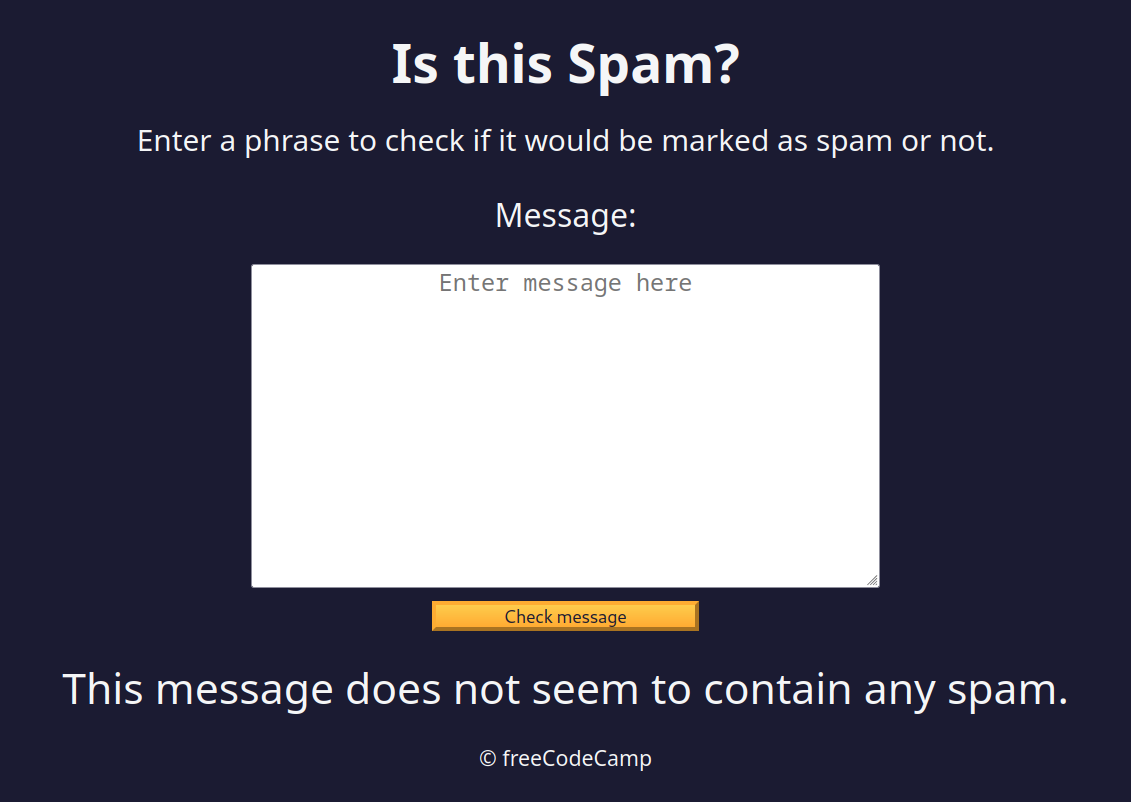 Is this Spam?
Enter a phrase to check if it would be marked as spam or not.
Message:
Enter message here
Check message
This message does not seem to contain any spam.
© freeCodeCamp